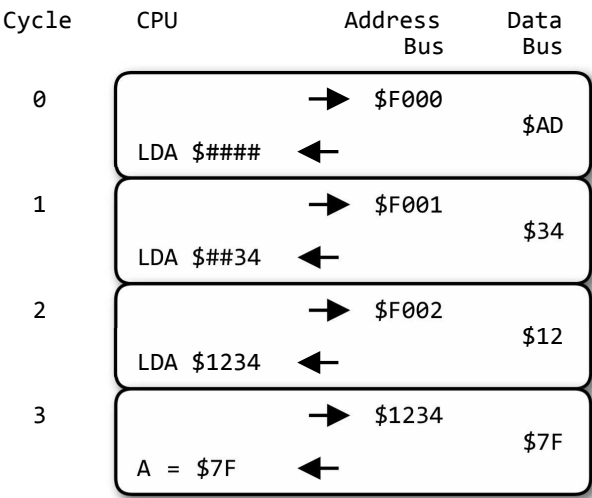 Cycle CPU Address Bus Data Bus
0 $F000
$AD
LDA $####
1 $F001
$34
LDA $##34
2 $F002
$12
LDA $1234
3 $1234
$7F
A = $7F